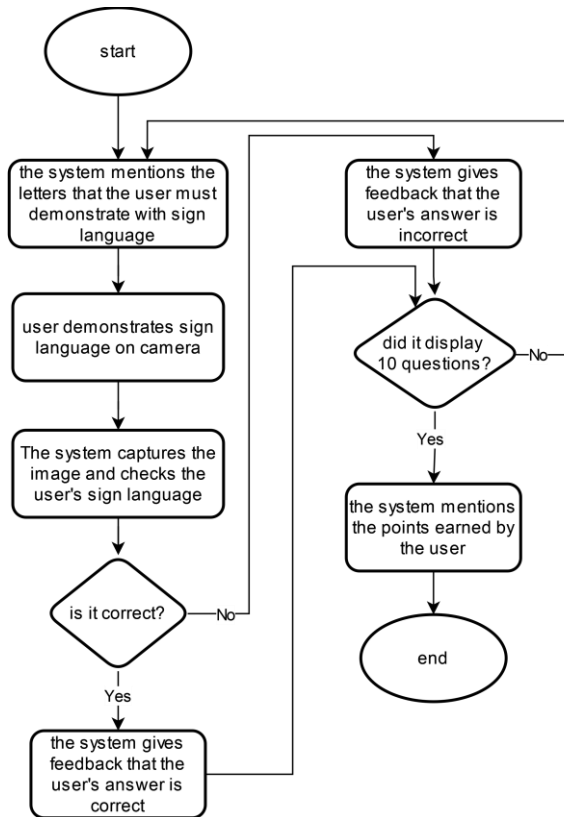 start
the system mentions the
letters that the user must
demonstrate with sign
language
user demonstrates sign
language on camera
The system captures the
image and checks the
user's sign language
is it correct?
No
Yes
the system gives
feedback that the
user's answer is
correct
the system gives
feedback that the
user's answer is
incorrect
did it display
10 questions?
No
Yes
the system mentions
the points earned by
the user
end